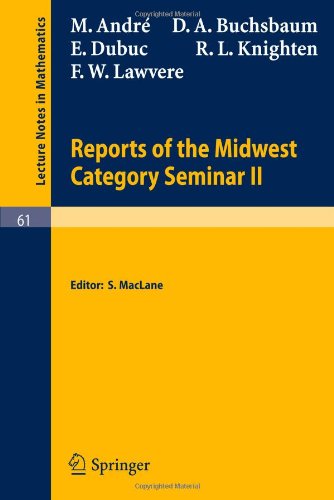 M. André D. A. Buchsbaum
E. Dubuc R. L. Knighten
F. W. Lawvere
Lecture Notes in Mathematics
61
Reports of the Midwest
Category Seminar II
Editor: S. MacLane
Springer